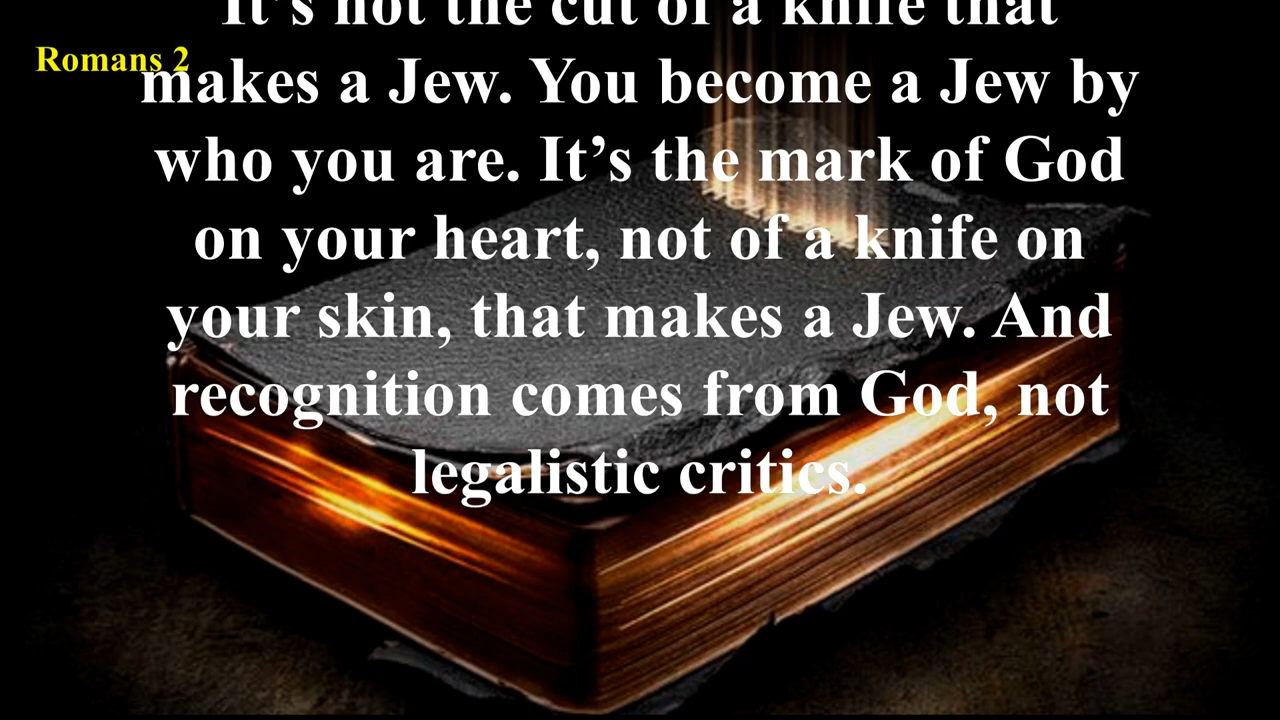 It’s not the cut of a knife that
Romans 2
makes a Jew. You become a Jew by
who you are. It’s the mark of God
on your heart, not of a knife on
your skin, that makes a Jew. And
recognition comes from God, not
legalistic critics.